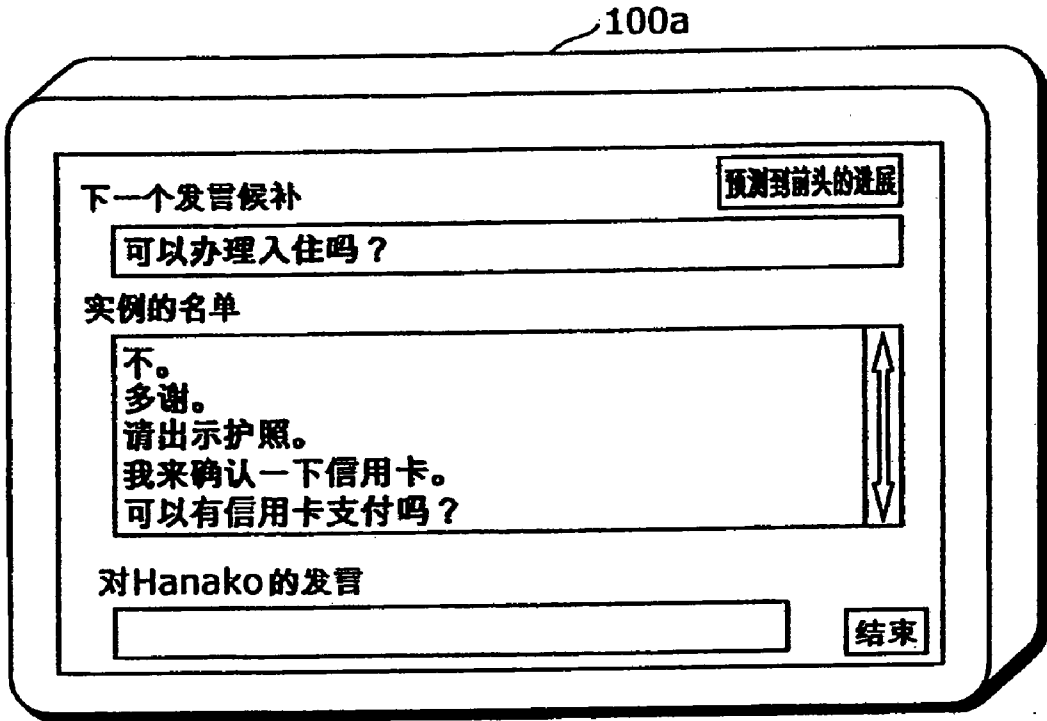 100a
下一个发言候补
预测到前头的进展
可以办理入住吗？
实例的名单
不。
多谢。
请出示护照。
我来确认一下信用卡。
可以有信用卡支付吗？
对Hanako的发言
结束